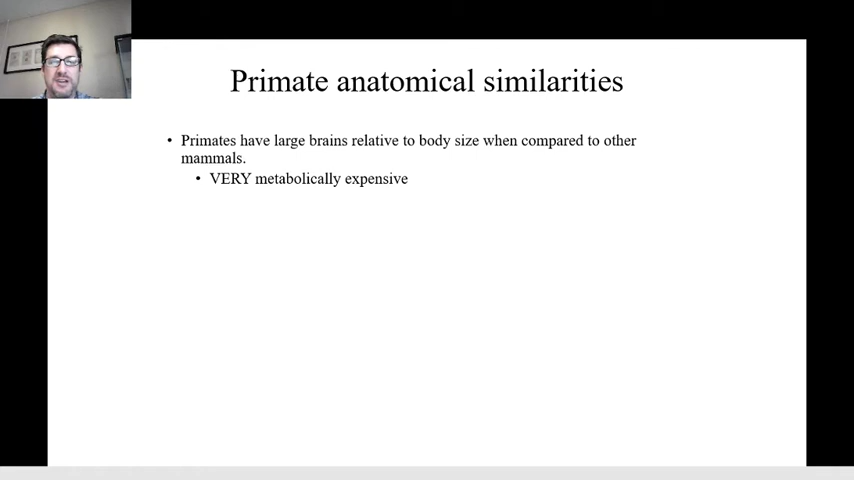 Primate anatomical similarities
• Primates have large brains relative to body size when compared to other
mammals.
• VERY metabolically expensive